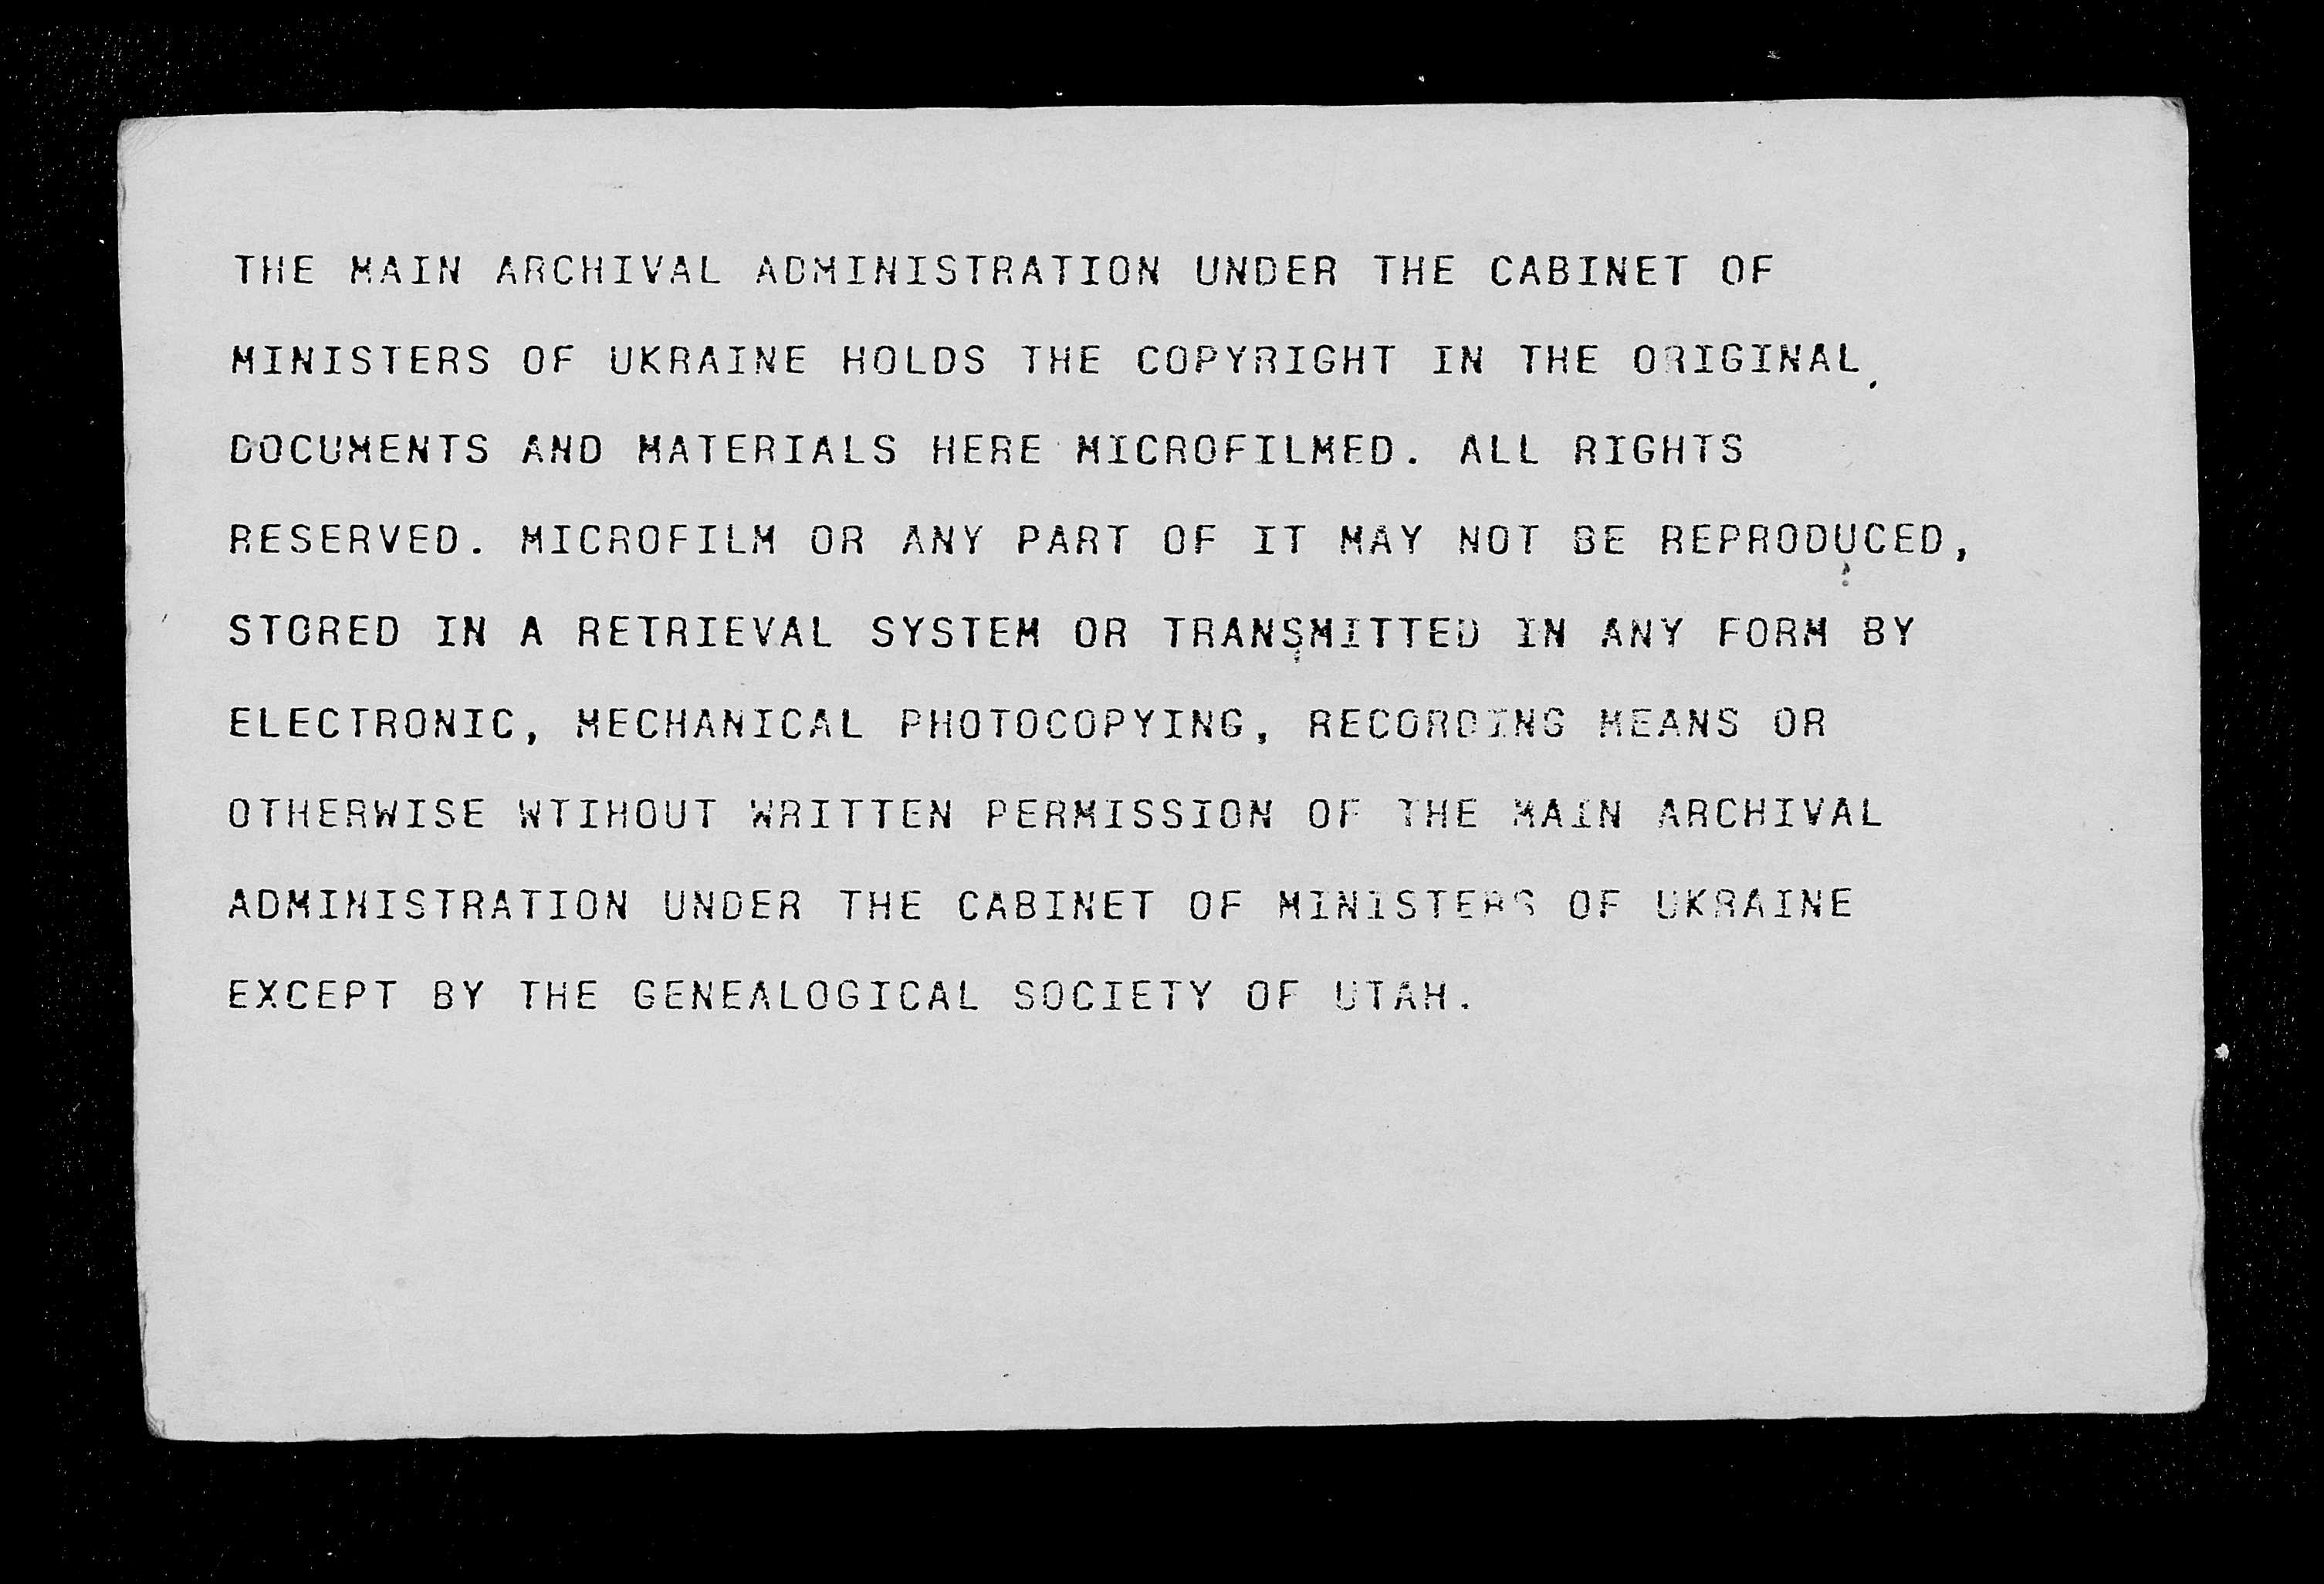 THE MAIN ARCHIVAL ADMINISTRATION UNDER THE CABINET OF
MINISTERS OF UKRAINE HOLDS THE COPYRIGHT IN THE ORIGINAL
DOCUMENTS AND MATERIALS HERE MICROFILMED. ALL RIGHTS
RESERVED. MICROFILM OR ANY PART OF IT MAY NOT BE REPRODUCED,
STORED IN A RETRIEVAL SYSTEM OR TRANSMITTED IN ANY FORM BY
ELECTRONIC, MECHANICAL PHOTOCOPYING, RECORDING MEANS OR
OTHERWISE WTIHOUT WRITTEN PERMISSION OF THE MAIN ARCHIVAL
ADMINISTRATION UNDER THE CABINET OF MINISTERS OF UKRAINE
EXCEPT BY THE GENEALOGICAL SOCIETY OF UTAH.